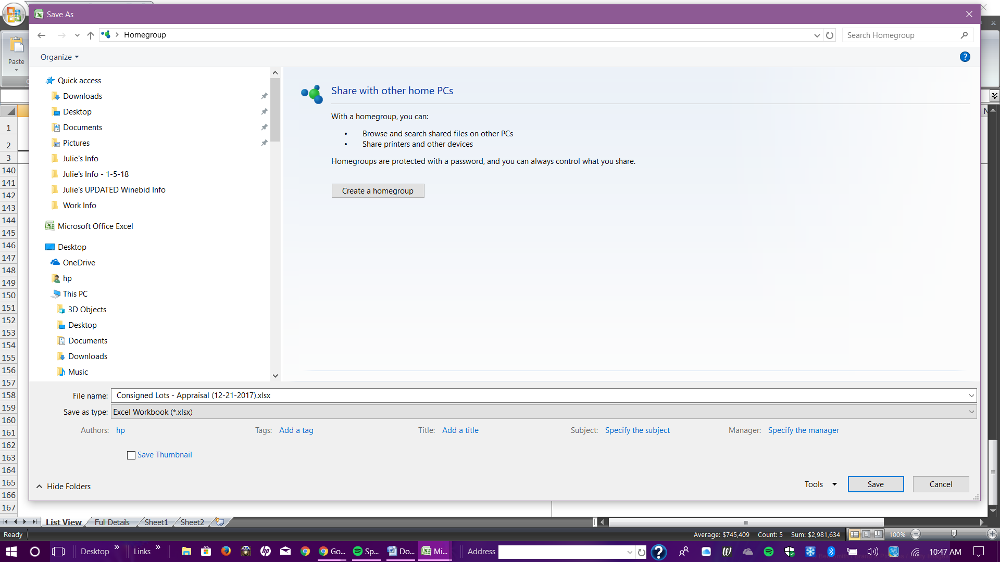 Save As
Homegroup
Search Homegroup
Organize
Paste
Quick access
Downloads
Desktop
Documents
Pictures
Julie's Info
Julie's Info - 1-5-18
Julie's UPDATED Winebid Info
Work Info
Microsoft Office Excel
Desktop
OneDrive
hp
This PC
3D Objects
Desktop
Documents
Downloads
Music
Share with other home PCs
With a homegroup, you can:
• Browse and search shared files on other PCs
• Share printers and other devices
Homegroups are protected with a password, and you can always control what you share.
Create a homegroup
N
1
2
3
140
141
142
143
144
145
146
147
148
149
150
151
152
153
154
155
156
157
158
159
160
161
162
163
164
165
166
167
File name: Consigned Lots - Appraisal (12-21-2017).xlsx
Save as type: Excel Workbook (*.xlsx)
Authors: hp Tags: Add a tag Title: Add a title Subject: Specify the subject Manager: Specify the manager
Save Thumbnail
Hide Folders Tools Save Cancel
List View Full Details Sheet1 Sheet2
Ready Average: $745,409 Count: 5 Sum: $2,981,634 100%
Desktop » Links » Go... Sp... Do... Mi... Address 10:47 AM